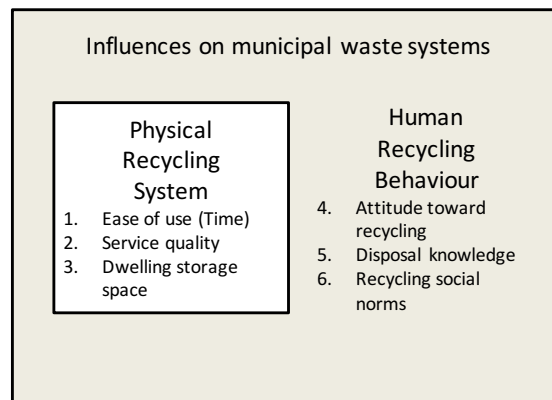 Influences on municipal waste systems
Physical
Recycling
System
1. Ease of use (Time)
2. Service quality
3. Dwelling storage
space
Human
Recycling
Behaviour
4. Attitude toward
recycling
5. Disposal knowledge
6. Recycling social
norms